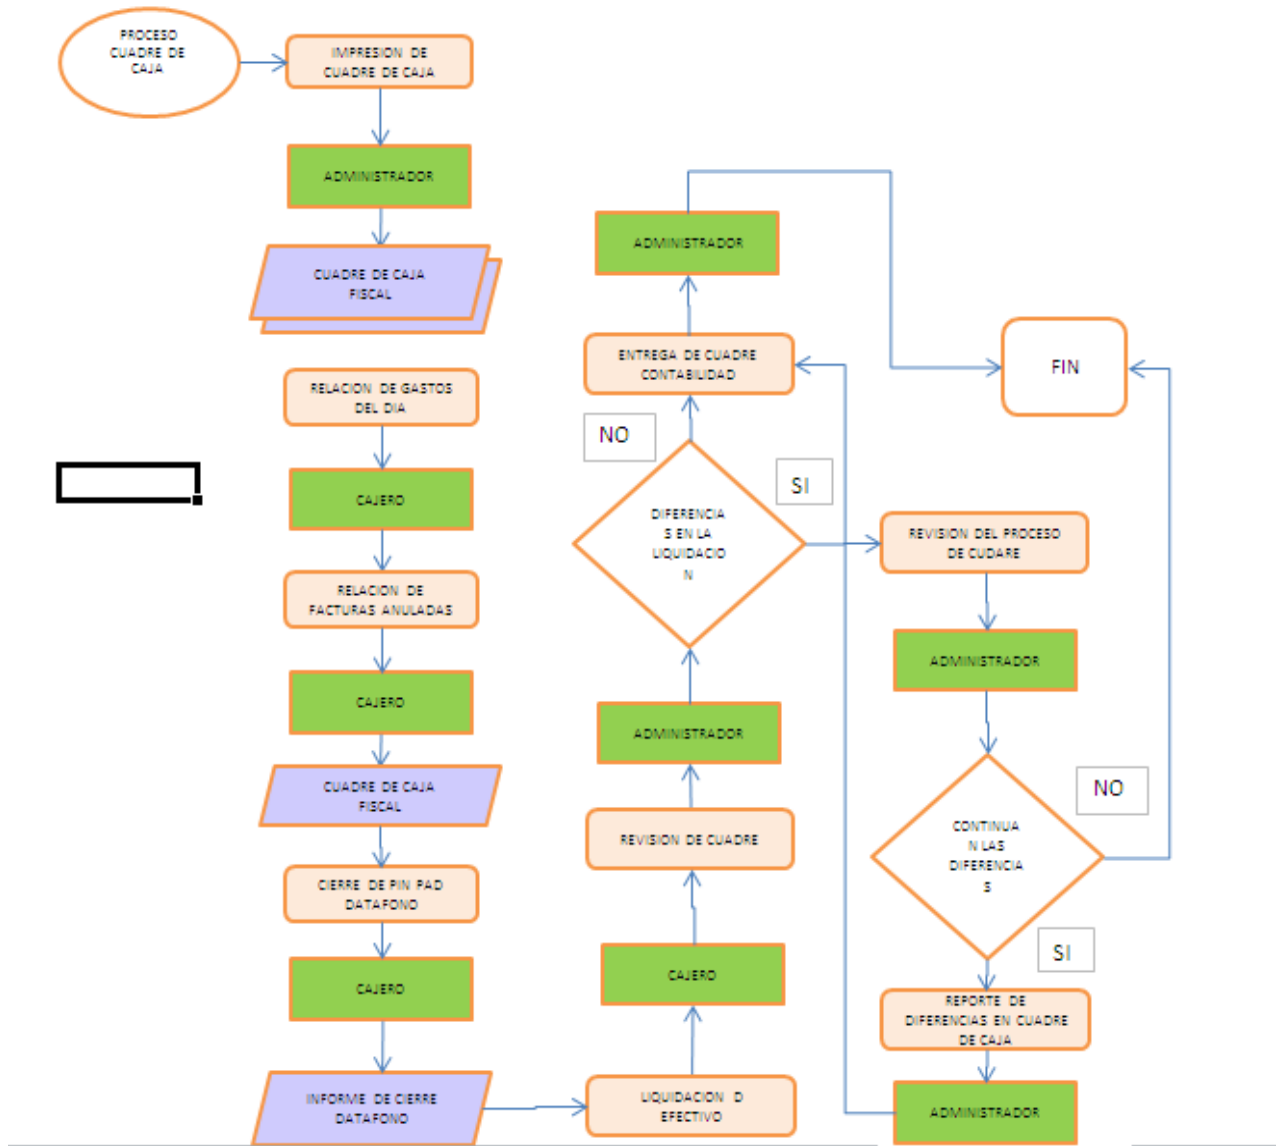 PROCESO
CUADRE DE
CAJA
IMPRESION DE
CUADRE DE CAJA
ADMINISTRADOR
CUADRE DE CAJA
FISCAL
RELACION DE GASTOS
DEL DIA
CAJERO
RELACION DE
FACTURAS ANULADAS
CAJERO
CUADRE DE CAJA
FISCAL
CIERRE DE PIN PAD
DATAFONO
CAJERO
INFORME DE CIERRE
DATAFONO
LIQUIDACION D
EFECTIVO
CAJERO
REVISION DE CUADRE
ADMINISTRADOR
DIFERENCIA
S EN LA
LIQUIDACIO
N
NO
SI
ENTREGA DE CUADRE
CONTABILIDAD
ADMINISTRADOR
FIN
REVISION DEL PROCESO
DE CUDARE
ADMINISTRADOR
CONTINUA
N LAS
DIFERENCIA
S
NO
SI
REPORTE DE
DIFERENCIAS EN CUADRE
DE CAJA
ADMINISTRADOR